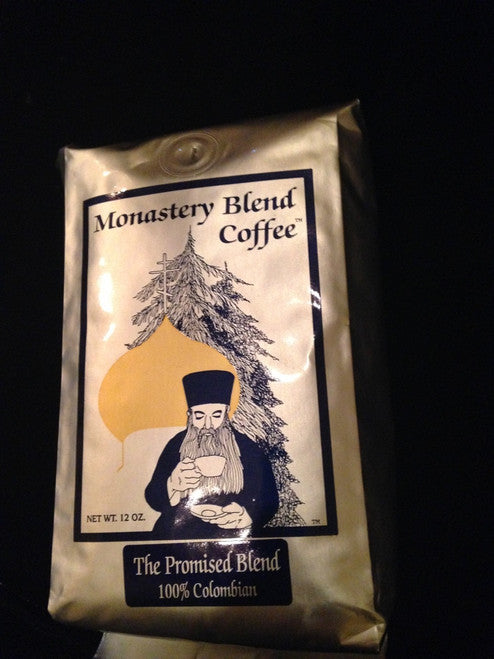 Monastery Blend
Coffee™
NET WT. 12 OZ.
™
The Promised Blend
100% Colombian